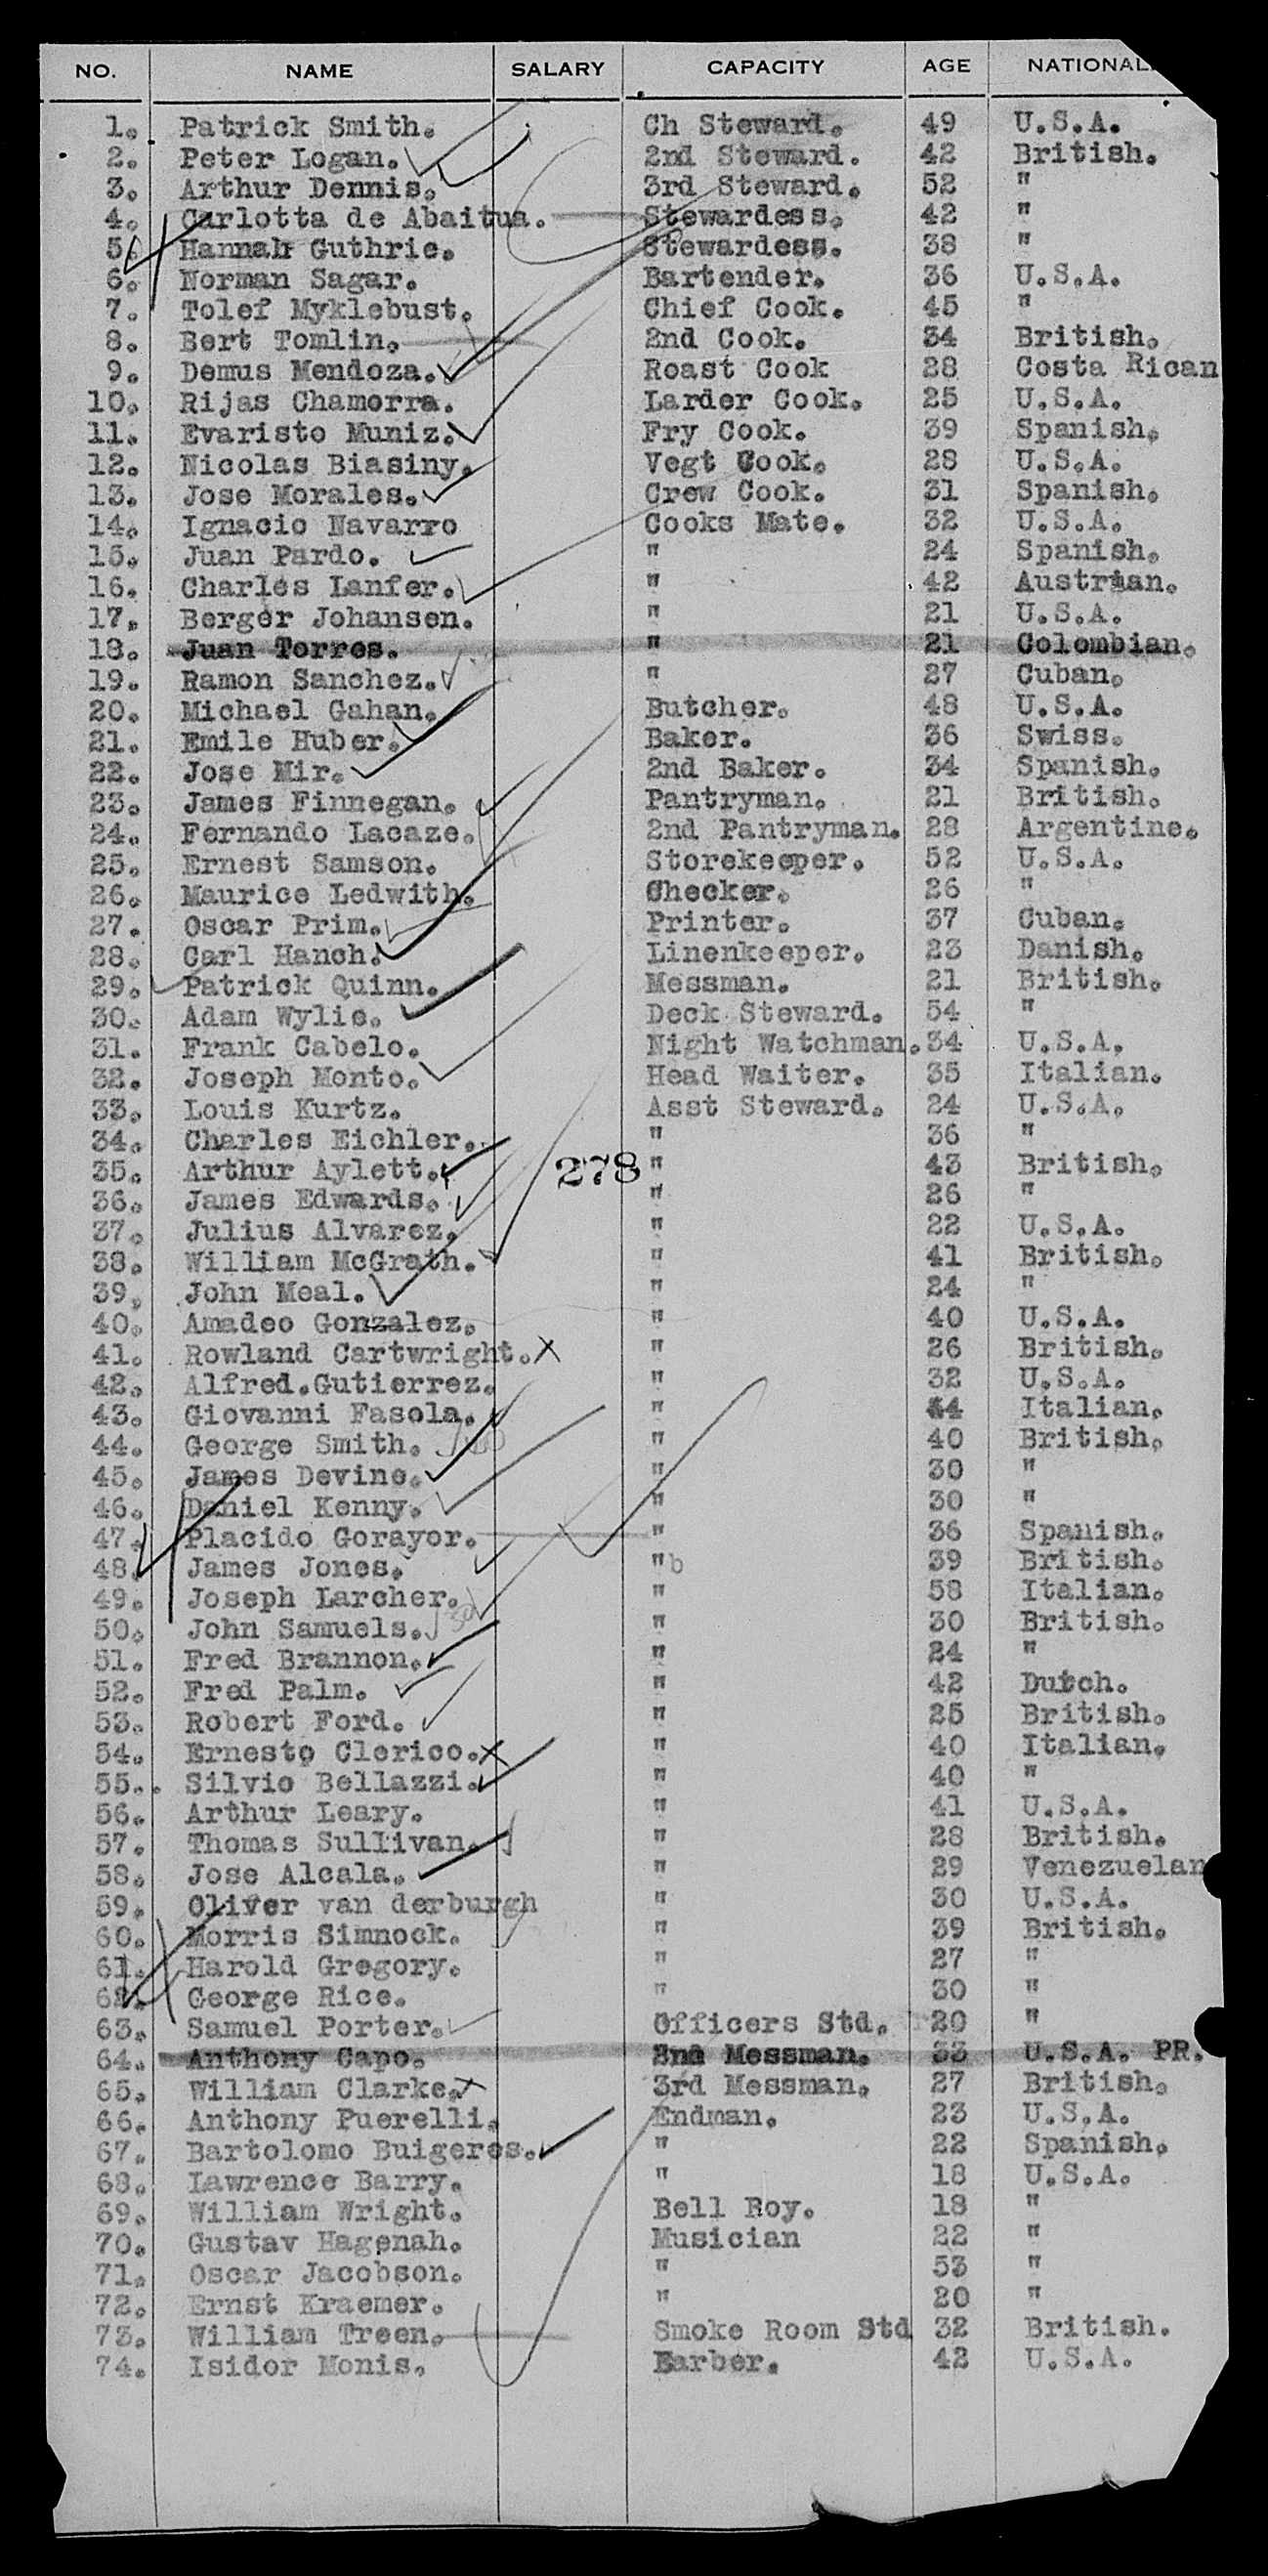 NO. NAME SALARY CAPACITY AGE NATIONAL
1. Patrick Smith. Ch Steward. 49 U.S.A.
2. Peter Logan. 2nd Steward. 42 British.
3. Arthur Dennis. 3rd Steward. 52 "
4. Carlotta de Abaitua. Stewardess. 42 "
5. Hannah Guthrie. Stewardess. 38 "
6. Norman Sagar. Bartender. 36 U.S.A.
7. Tolef Myklebust. Chief Cook. 45 "
8. Bert Tomlin. 2nd Cook. 34 British.
9. Demus Mendoza. Roast Cook 28 Costa Rican
10. Rijas Chamorra. Larder Cook. 25 U.S.A.
11. Evaristo Muniz. Fry Cook. 39 Spanish.
12. Nicolas Biasiny. Vegt Cook. 28 U.S.A.
13. Jose Morales. Crew Cook. 31 Spanish.
14. Ignacio Navarro Cooks Mate. 32 U.S.A.
15. Juan Pardo. " 24 Spanish.
16. Charles Lanfer. " 42 Austrian.
17. Berger Johansen. " 21 U.S.A.
18. Juan Torres. " 21 Colombian.
19. Ramon Sanchez. " 27 Cuban.
20. Michael Gahan. Butcher. 48 U.S.A.
21. Emile Huber. Baker. 36 Swiss.
22. Jose Mir. 2nd Baker. 34 Spanish.
23. James Finnegan. Pantryman. 21 British.
24. Fernando Lacaze. 2nd Pantryman. 28 Argentine.
25. Ernest Samson. Storekeeper. 52 U.S.A.
26. Maurice Ledwith. Checker. 26 "
27. Oscar Prim. Printer. 37 Cuban.
28. Carl Hanch. Linenkeeper. 23 Danish.
29. Patrick Quinn. Messman. 21 British.
30. Adam Wylie. Deck Steward. 54 "
31. Frank Cabelo. Night Watchman. 34 U.S.A.
32. Joseph Monto. Head Waiter. 35 Italian.
33. Louis Kurtz. Asst Steward. 24 U.S.A.
34. Charles Eichler. " 36 "
35. Arthur Aylett. 278 " 43 British.
36. James Edwards. " 26 "
37. Julius Alvarez. " 22 U.S.A.
38. William McGrath. " 41 British.
39. John Meal. " 24 "
40. Amadeo Gonzalez. " 40 U.S.A.
41. Rowland Cartwright. X " 26 British.
42. Alfred.Gutierrez. " 32 U.S.A.
43. Giovanni Fasola. " 44 Italian.
44. George Smith. " 40 British.
45. James Devine. " 30 "
46. Daniel Kenny. " 30 "
47. Placido Gorayor. " 36 Spanish.
48. James Jones. " 39 British.
49. Joseph Larcher. " 58 Italian.
50. John Samuels. " 30 British.
51. Fred Brannon. " 24 "
52. Fred Palm. " 42 Dutch.
53. Robert Ford. " 25 British.
54. Ernesto Clerico. X " 40 Italian.
55. Silvio Bellazzi. " 40 "
56. Arthur Leary. " 41 U.S.A.
57. Thomas Sullivan. " 28 British.
58. Jose Alcala. " 29 Venezuelan
59. Oliver van derburgh " 30 U.S.A.
60. Morris Simnock. " 39 British.
61. Harold Gregory. " 27 "
62. George Rice. " 30 "
63. Samuel Porter. Officers Std. 20 "
64. Anthony Capo. 2nd Messman. 33 U.S.A. PR.
65. William Clarke. X 3rd Messman. 27 British.
66. Anthony Puerelli. Endman. 23 U.S.A.
67. Bartolomo Buigeros. " 22 Spanish.
68. Lawrence Barry. " 18 U.S.A.
69. William Wright. Bell Boy. 18 "
70. Gustav Hagenah. Musician 22 "
71. Oscar Jacobson. " 53 "
72. Ernst Kraemer. " 20 "
73. William Treen. Smoke Room Std 32 British.
74. Isidor Monis. Barber. 42 U.S.A.